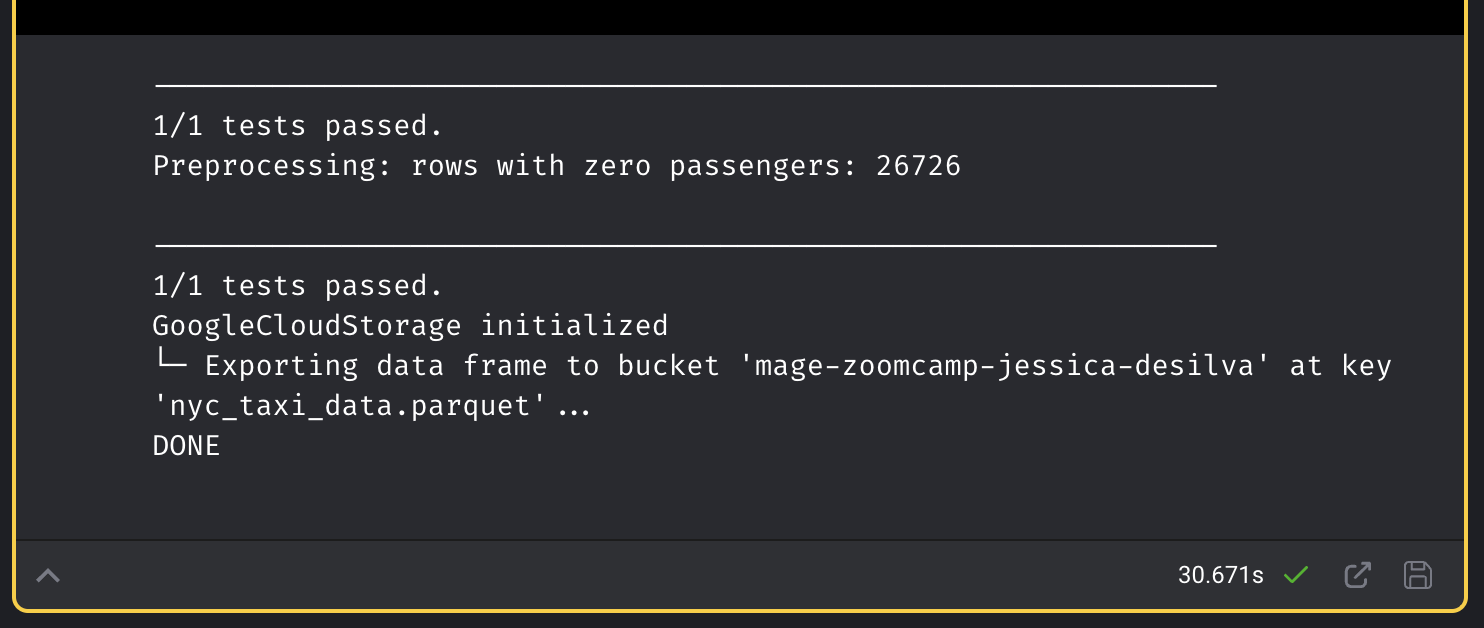 1/1 tests passed.
Preprocessing: rows with zero passengers: 26726
1/1 tests passed.
GoogleCloudStorage initialized
└─ Exporting data frame to bucket 'mage-zoomcamp-jessica-desilva' at key
'nyc_taxi_data.parquet'...
DONE
30.671s